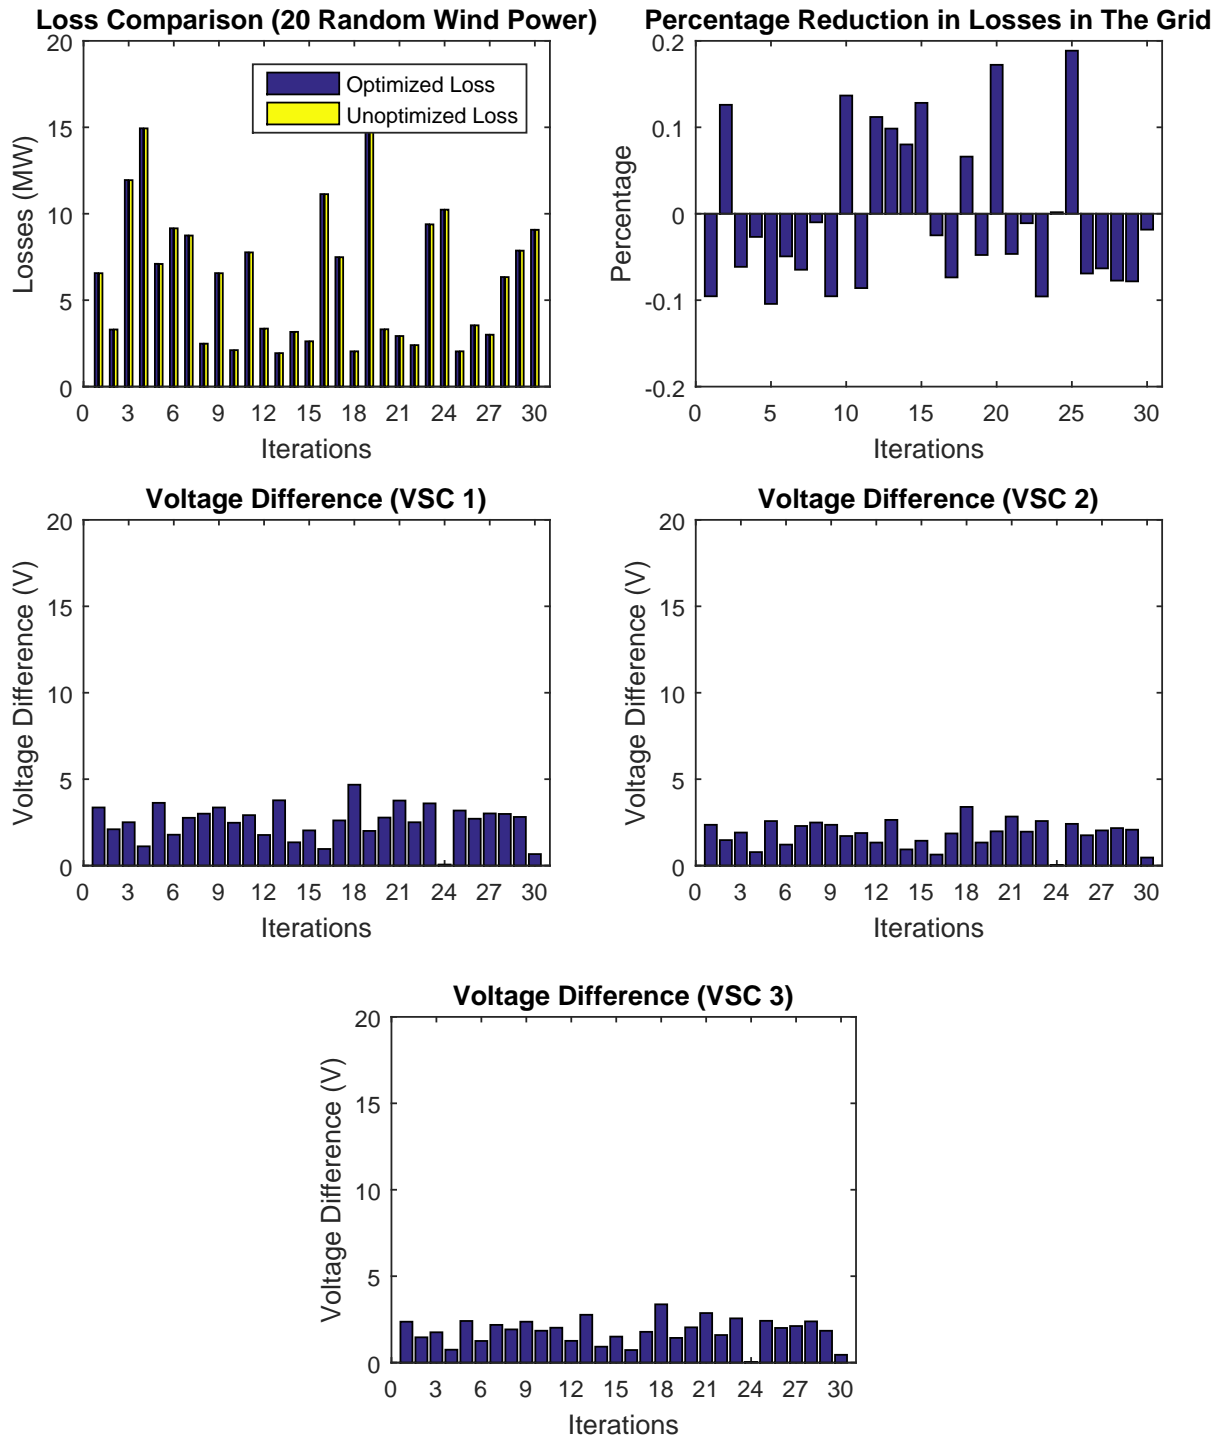 Loss Comparison (20 Random Wind Power)
20
15
10
5
0
Losses (MW)
Optimized Loss
Unoptimized Loss
0 3 6 9 12 15 18 21 24 27 30
Iterations
Percentage Reduction in Losses in The Grid
0.2
0.1
0
-0.1
-0.2
Percentage
0 5 10 15 20 25 30
Iterations
Voltage Difference (VSC 1)
20
15
10
5
0
Voltage Difference (V)
0 3 6 9 12 15 18 21 24 27 30
Iterations
Voltage Difference (VSC 2)
20
15
10
5
0
Voltage Difference (V)
0 3 6 9 12 15 18 21 24 27 30
Iterations
Voltage Difference (VSC 3)
20
15
10
5
0
Voltage Difference (V)
0 3 6 9 12 15 18 21 24 27 30
Iterations